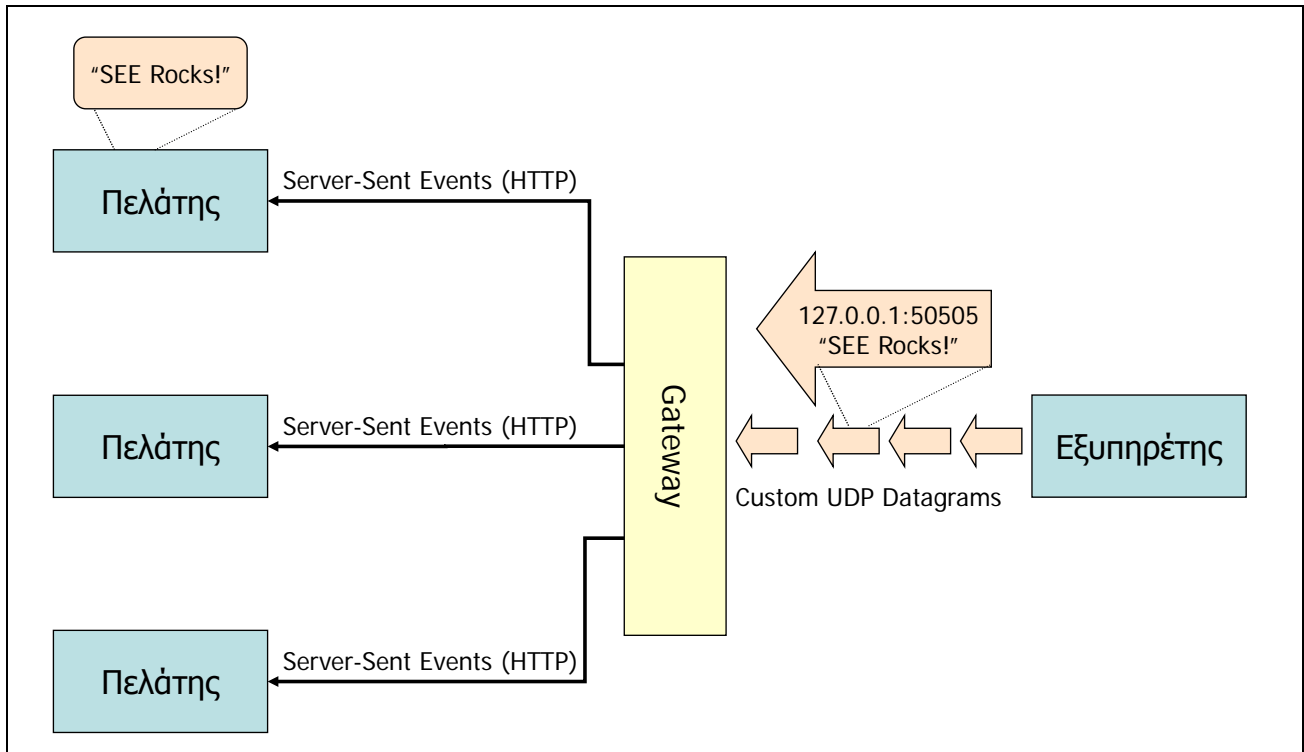 “SEE Rocks!”
Πελάτης
Server-Sent Events (HTTP)
127.0.0.1:50505
“SEE Rocks!”
Πελάτης
Server-Sent Events (HTTP)
Gateway
Εξυπηρέτης
Custom UDP Datagrams
Πελάτης
Server-Sent Events (HTTP)